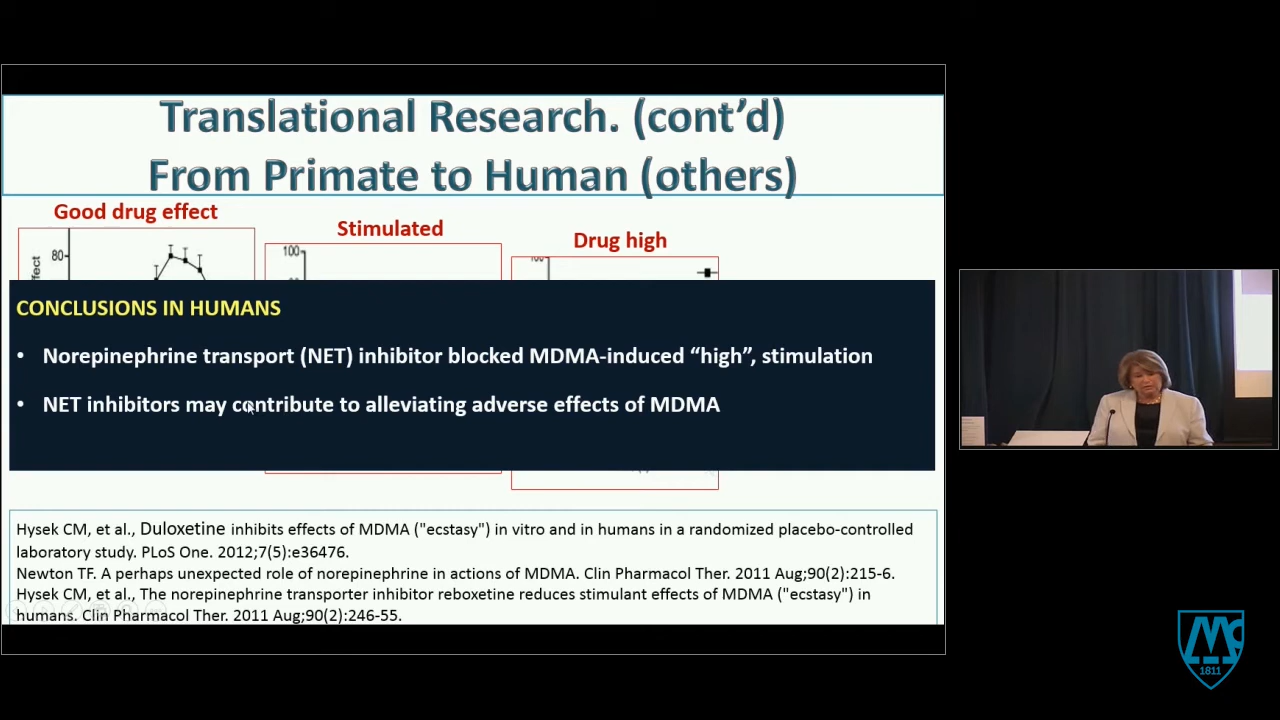 Translational Research. (cont’d)
From Primate to Human (others)
Good drug effect
Stimulated
Drug high
80
100
CONCLUSIONS IN HUMANS
• Norepinephrine transport (NET) inhibitor blocked MDMA-induced “high”, stimulation
• NET inhibitors may contribute to alleviating adverse effects of MDMA
Hysek CM, et al., Duloxetine inhibits effects of MDMA ("ecstasy") in vitro and in humans in a randomized placebo-controlled
laboratory study. PLoS One. 2012;7(5):e36476.
Newton TF. A perhaps unexpected role of norepinephrine in actions of MDMA. Clin Pharmacol Ther. 2011 Aug;90(2):215-6.
Hysek CM, et al., The norepinephrine transporter inhibitor reboxetine reduces stimulant effects of MDMA ("ecstasy") in
humans. Clin Pharmacol Ther. 2011 Aug;90(2):246-55.
1811